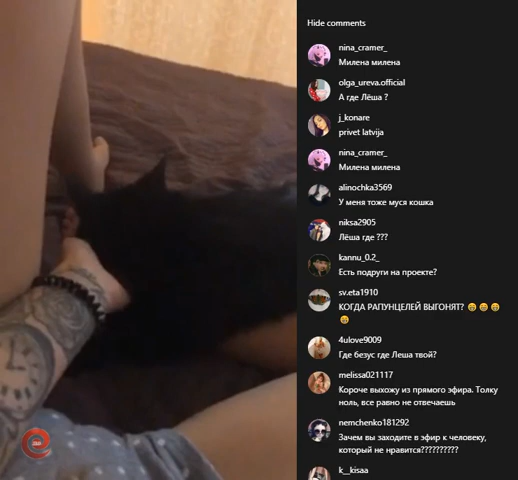 Hide comments
nina_cramer_
Милена милена
olga_ureva.official
А где Лёша ?
j_konare
privet latvija
nina_cramer_
Милена милена
alinochka3569
У меня тоже муся кошка
niksa2905
Лёша где ???
kannu_0.2_
Есть подруги на проекте?
sv.eta1910
КОГДА РАПУНЦЕЛЕЙ ВЫГОНЯТ? 😄 😄 😄
😄
4ulove9009
Где безус где Леша твой?
melissa021117
Короче выхожу из прямого эфира. Толку
ноль, все равно не отвечаешь
nemchenko181292
Зачем вы заходите в эфир к человеку,
который не нравится??????????
k__kisaa